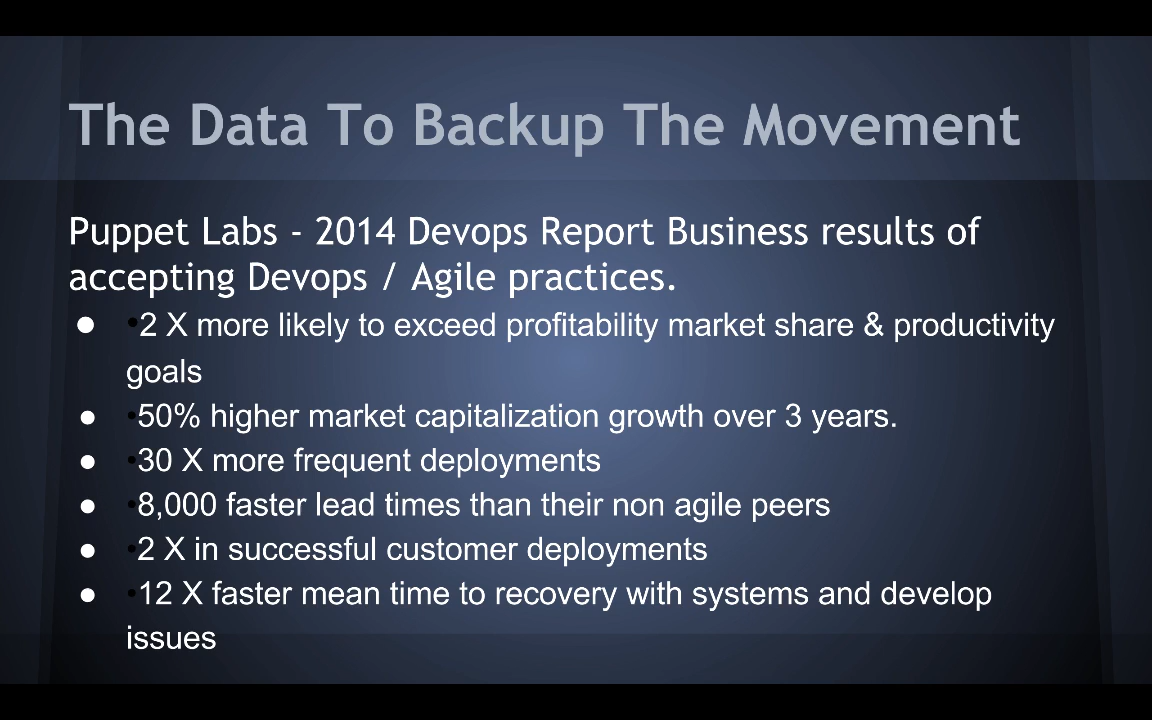 The Data To Backup The Movement
Puppet Labs - 2014 Devops Report Business results of
accepting Devops / Agile practices.
● •2 X more likely to exceed profitability market share & productivity
goals
● •50% higher market capitalization growth over 3 years.
● •30 X more frequent deployments
● •8,000 faster lead times than their non agile peers
● •2 X in successful customer deployments
● •12 X faster mean time to recovery with systems and develop
issues